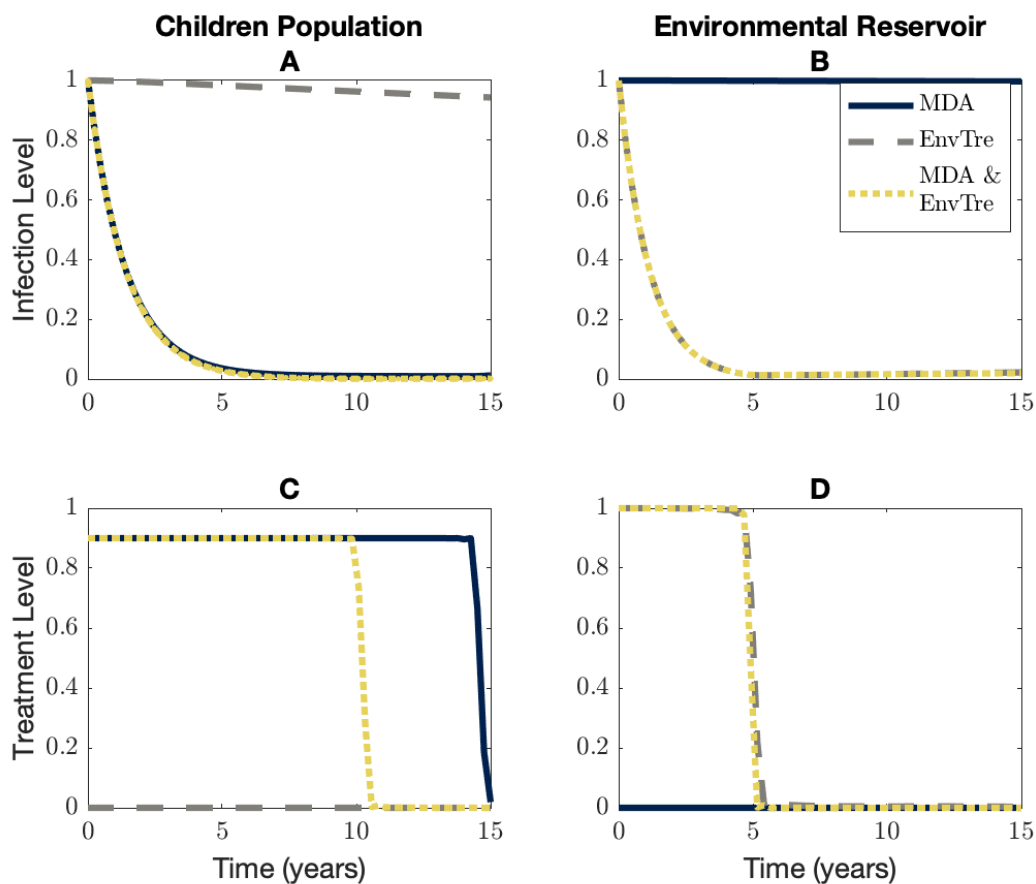 Children Population
Environmental Reservoir
A
B
Infection Level
1
0.8
0.6
0.4
0.2
0
0
5
10
15
1
0.8
0.6
0.4
0.2
0
0
5
10
15
MDA
EnvTre
MDA &
EnvTre
C
D
Treatment Level
1
0.8
0.6
0.4
0.2
0
0
5
10
15
Time (years)
1
0.8
0.6
0.4
0.2
0
0
5
10
15
Time (years)